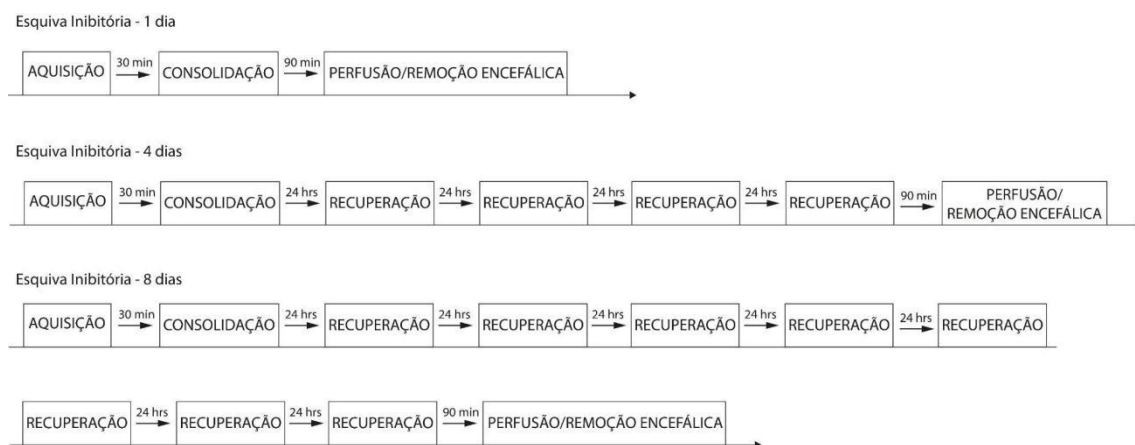 Esquiva Inibitória - 1 dia
AQUISIÇÃO 30 min CONSOLIDAÇÃO 90 min PERFUSÃO/REMOÇÃO ENCEFÁLICA
Esquiva Inibitória - 4 dias
AQUISIÇÃO 30 min CONSOLIDAÇÃO 24 hrs RECUPERAÇÃO 24 hrs RECUPERAÇÃO 24 hrs RECUPERAÇÃO 24 hrs RECUPERAÇÃO 90 min PERFUSÃO/
REMOÇÃO ENCEFÁLICA
Esquiva Inibitória - 8 dias
AQUISIÇÃO 30 min CONSOLIDAÇÃO 24 hrs RECUPERAÇÃO 24 hrs RECUPERAÇÃO 24 hrs RECUPERAÇÃO 24 hrs RECUPERAÇÃO 24 hrs RECUPERAÇÃO
RECUPERAÇÃO 24 hrs RECUPERAÇÃO 24 hrs RECUPERAÇÃO 90 min PERFUSÃO/REMOÇÃO ENCEFÁLICA